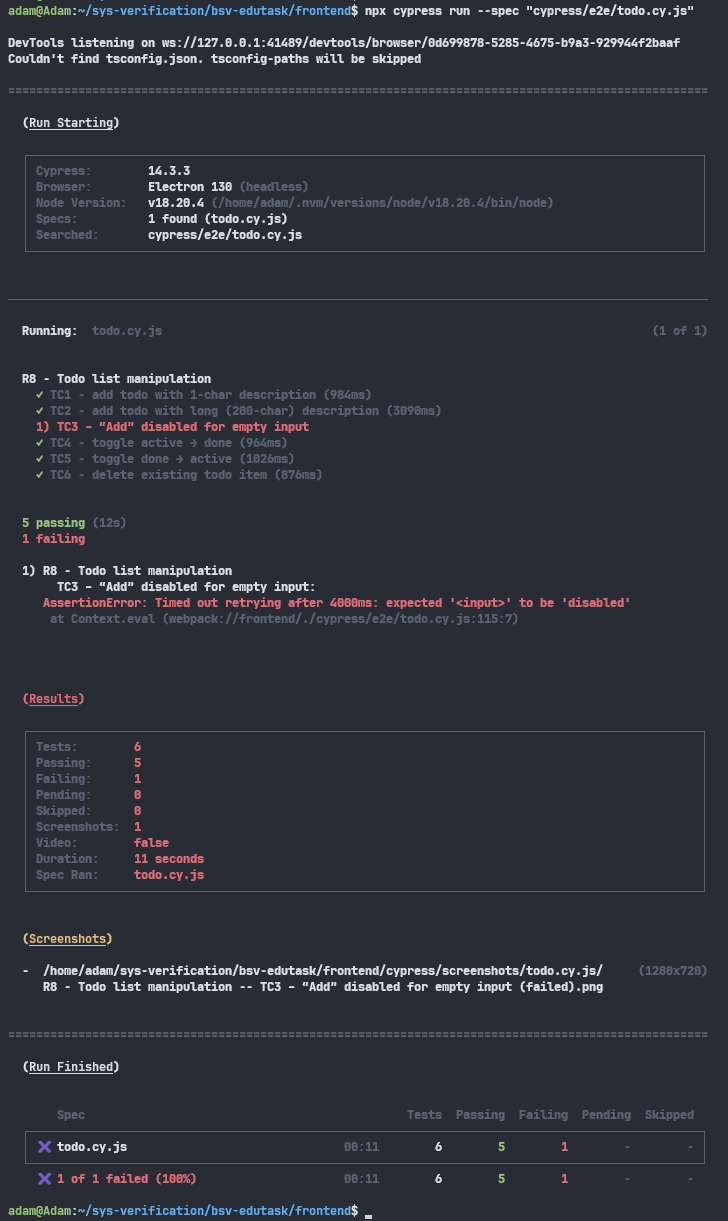 adam@Adam:~/sys-verification/bsv-edutask/frontend$ npx cypress run --spec "cypress/e2e/todo.cy.js"
DevTools listening on ws://127.0.0.1:41489/devtools/browser/0d699878-5285-4675-b9a3-929944f2baaf
Couldn't find tsconfig.json. tsconfig-paths will be skipped
====================================================================================================
(Run Starting)
Cypress: 14.3.3
Browser: Electron 130 (headless)
Node Version: v18.20.4 (/home/adam/.nvm/versions/node/v18.20.4/bin/node)
Specs: 1 found (todo.cy.js)
Searched: cypress/e2e/todo.cy.js
Running: todo.cy.js (1 of 1)
R8 - Todo list manipulation
✓ TC1 - add todo with 1-char description (984ms)
✓ TC2 - add todo with long (200-char) description (3090ms)
1) TC3 – “Add” disabled for empty input
✓ TC4 - toggle active → done (964ms)
✓ TC5 - toggle done → active (1026ms)
✓ TC6 - delete existing todo item (876ms)
5 passing (12s)
1 failing
1) R8 - Todo list manipulation
TC3 – “Add” disabled for empty input:
AssertionError: Timed out retrying after 4000ms: expected '<input>' to be 'disabled'
at Context.eval (webpack://frontend/./cypress/e2e/todo.cy.js:115:7)
(Results)
Tests: 6
Passing: 5
Failing: 1
Pending: 0
Skipped: 0
Screenshots: 1
Video: false
Duration: 11 seconds
Spec Ran: todo.cy.js
(Screenshots)
- /home/adam/sys-verification/bsv-edutask/frontend/cypress/screenshots/todo.cy.js/ (1280x720)
R8 - Todo list manipulation -- TC3 – “Add” disabled for empty input (failed).png
====================================================================================================
(Run Finished)
Spec Tests Passing Failing Pending Skipped
✖ todo.cy.js 00:11 6 5 1 - -
✖ 1 of 1 failed (100%) 00:11 6 5 1 - -
adam@Adam:~/sys-verification/bsv-edutask/frontend$